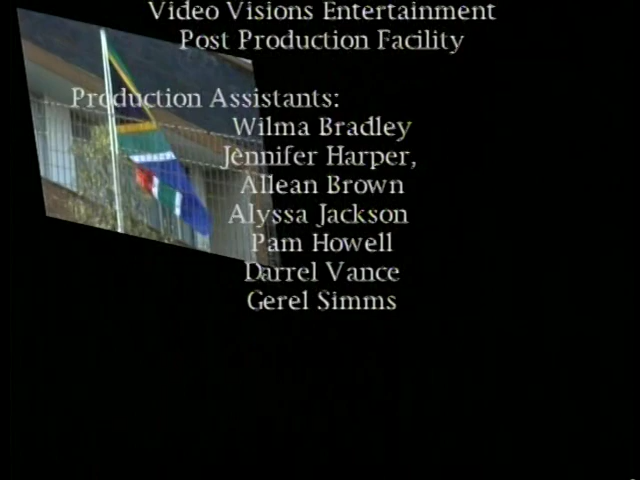 Video Visions Entertainment
Post Production Facility
Production Assistants:
Wilma Bradley
Jennifer Harper,
Allean Brown
Alyssa Jackson
Pam Howell
Darrel Vance
Gerel Simms